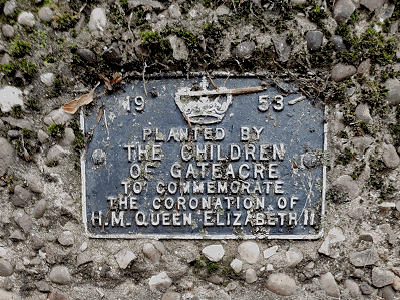 19 53
PLANTED BY
THE CHILDREN
OF GATEACRE
TO COMMEMORATE
THE CORONATION OF
H.M. QUEEN ELIZABETH II